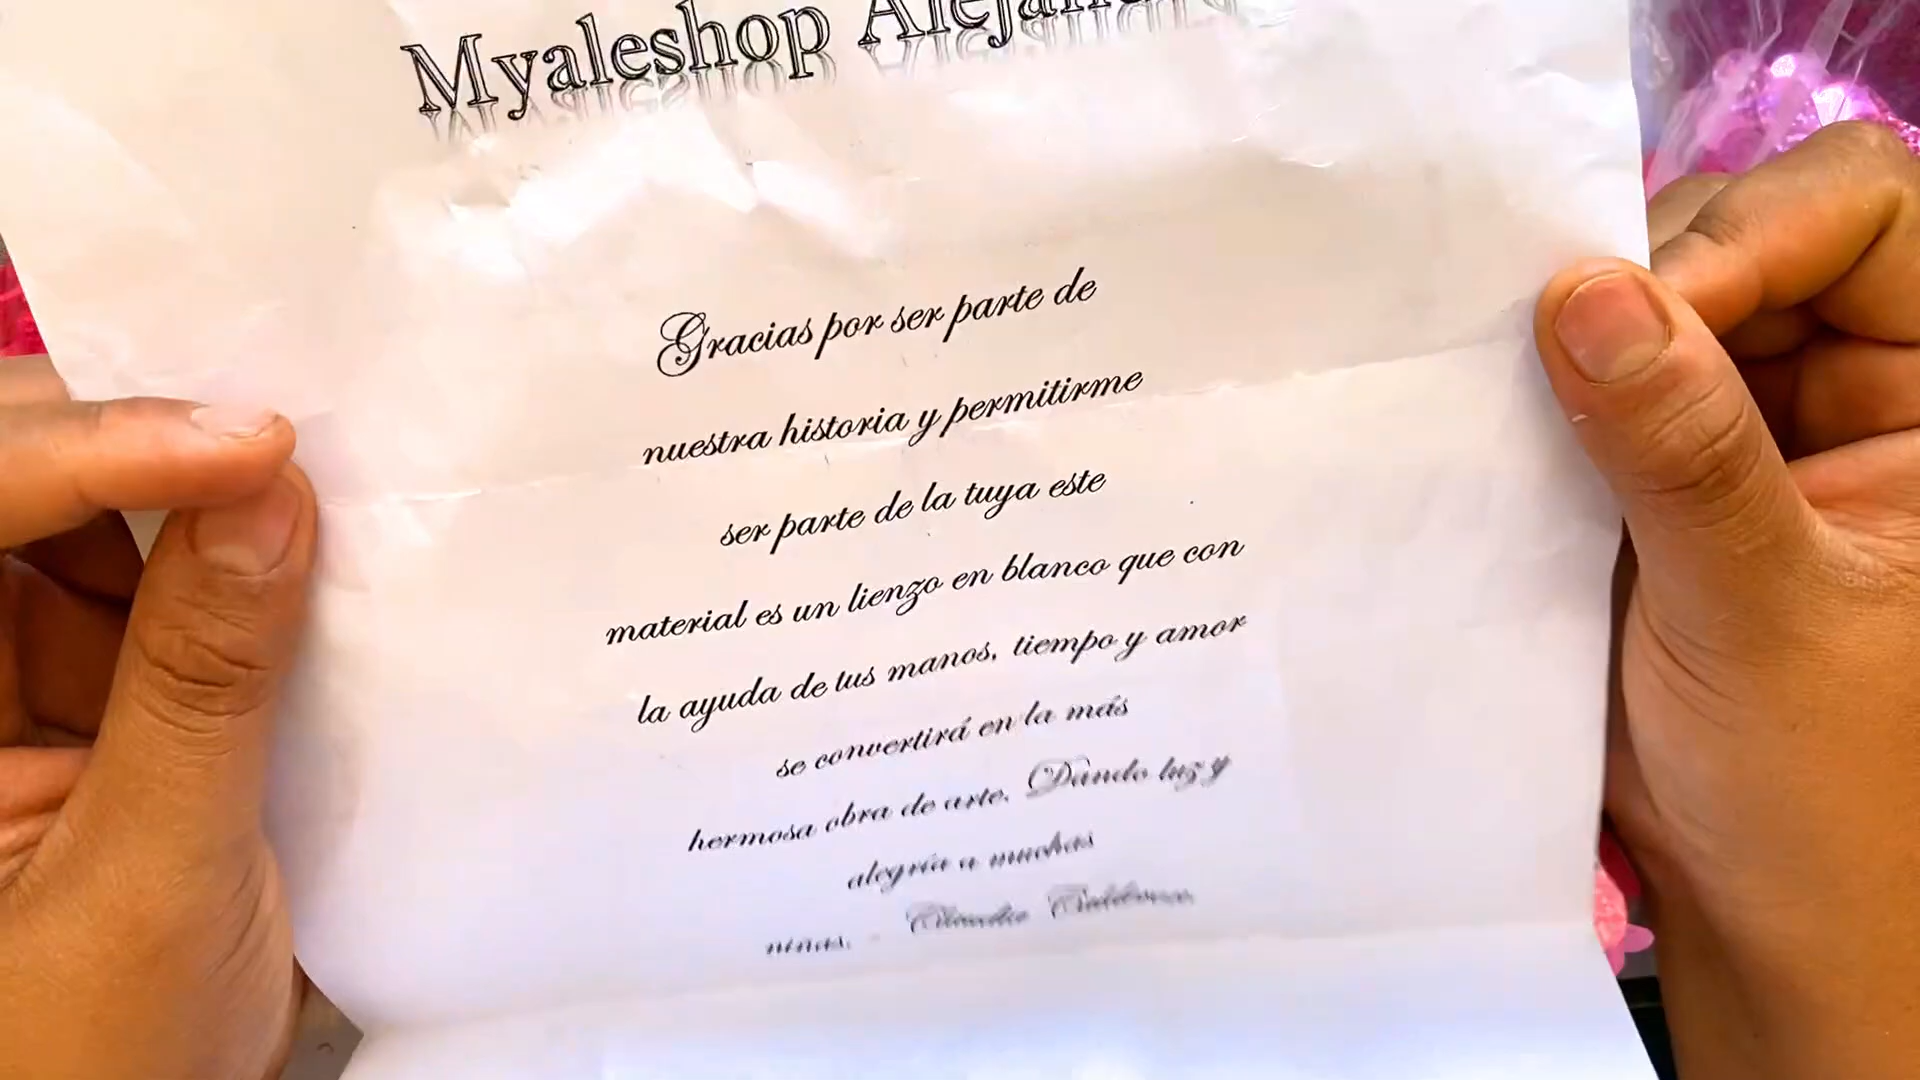 Myaleshop
Gracias por ser parte de
nuestra historia y permitirme
ser parte de la tuya este
material es un lienzo en blanco que con
la ayuda de tus manos, tiempo y amor
se convertirá en la más
hermosa obra de arte. Dando luz y
alegría a muchas
niñas. -